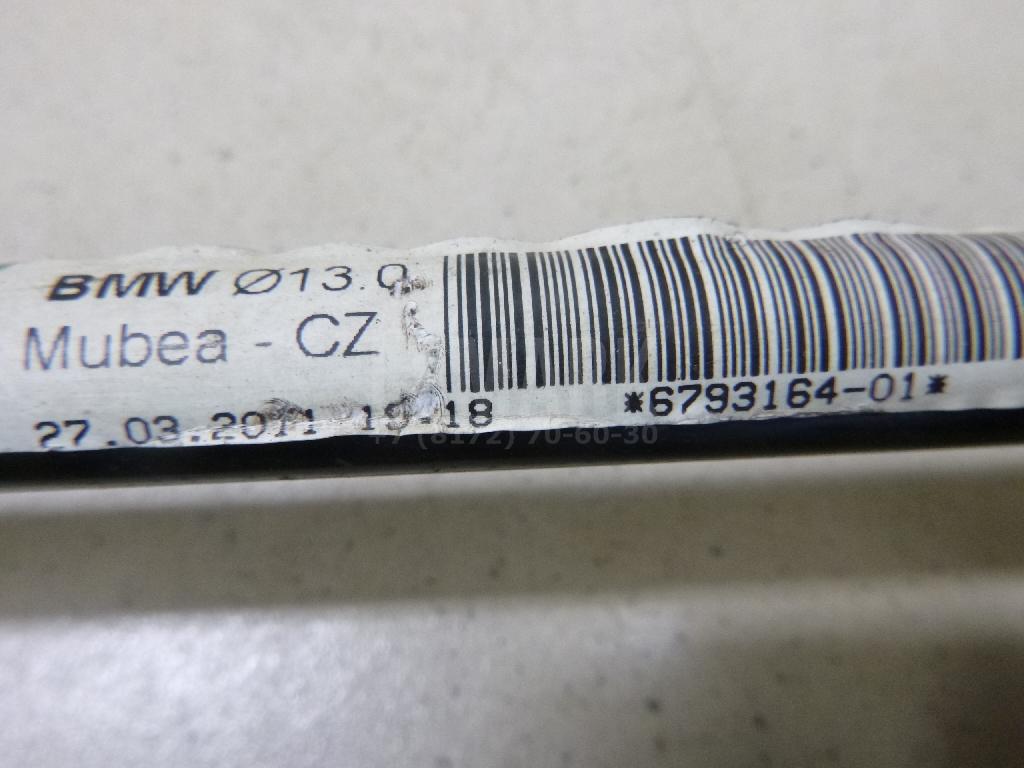 BMW Ø13.0
Mubea - CZ
27.03.2011 19:18
*6793164-01*
+7 (8172) 70-60-30